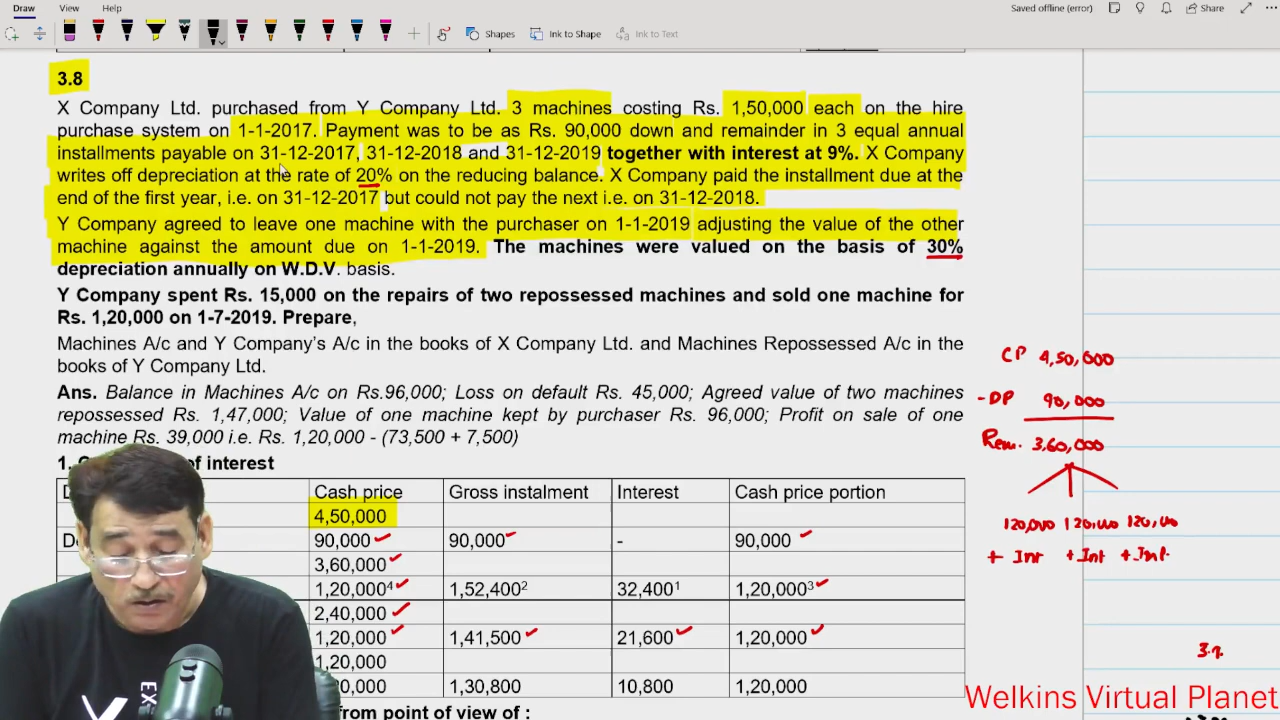 Draw View Help Saved offline (error) Share
Shapes Ink to Shape Ink to Text
3.8
X Company Ltd. purchased from Y Company Ltd. 3 machines costing Rs. 1,50,000 each on the hire
purchase system on 1-1-2017. Payment was to be as Rs. 90,000 down and remainder in 3 equal annual
installments payable on 31-12-2017, 31-12-2018 and 31-12-2019 together with interest at 9%. X Company
writes off depreciation at the rate of 20% on the reducing balance. X Company paid the installment due at the
end of the first year, i.e. on 31-12-2017 but could not pay the next i.e. on 31-12-2018.
Y Company agreed to leave one machine with the purchaser on 1-1-2019 adjusting the value of the other
machine against the amount due on 1-1-2019. The machines were valued on the basis of 30%
depreciation annually on W.D.V. basis.
Y Company spent Rs. 15,000 on the repairs of two repossessed machines and sold one machine for
Rs. 1,20,000 on 1-7-2019. Prepare,
Machines A/c and Y Company's A/c in the books of X Company Ltd. and Machines Repossessed A/c in the
books of Y Company Ltd.
Ans. Balance in Machines A/c on Rs.96,000; Loss on default Rs. 45,000; Agreed value of two machines
repossessed Rs. 1,47,000; Value of one machine kept by purchaser Rs. 96,000; Profit on sale of one
machine Rs. 39,000 i.e. Rs. 1,20,000 - (73,500 + 7,500)
1. of interest
Cash price Gross instalment Interest Cash price portion
4,50,000
90,000 90,000 - 90,000
3,60,000
1,20,000⁴ 1,52,400² 32,400¹ 1,20,000³
2,40,000
1,20,000 1,41,500 21,600 1,20,000
1,20,000
1,30,800 10,800 1,20,000
from point of view of :
CP 4,50,000
- DP 90,000
Rem. 3,60,000
120,000 120,000 120,000
+ Int + Int + Int
EX
Welkins Virtual Planet